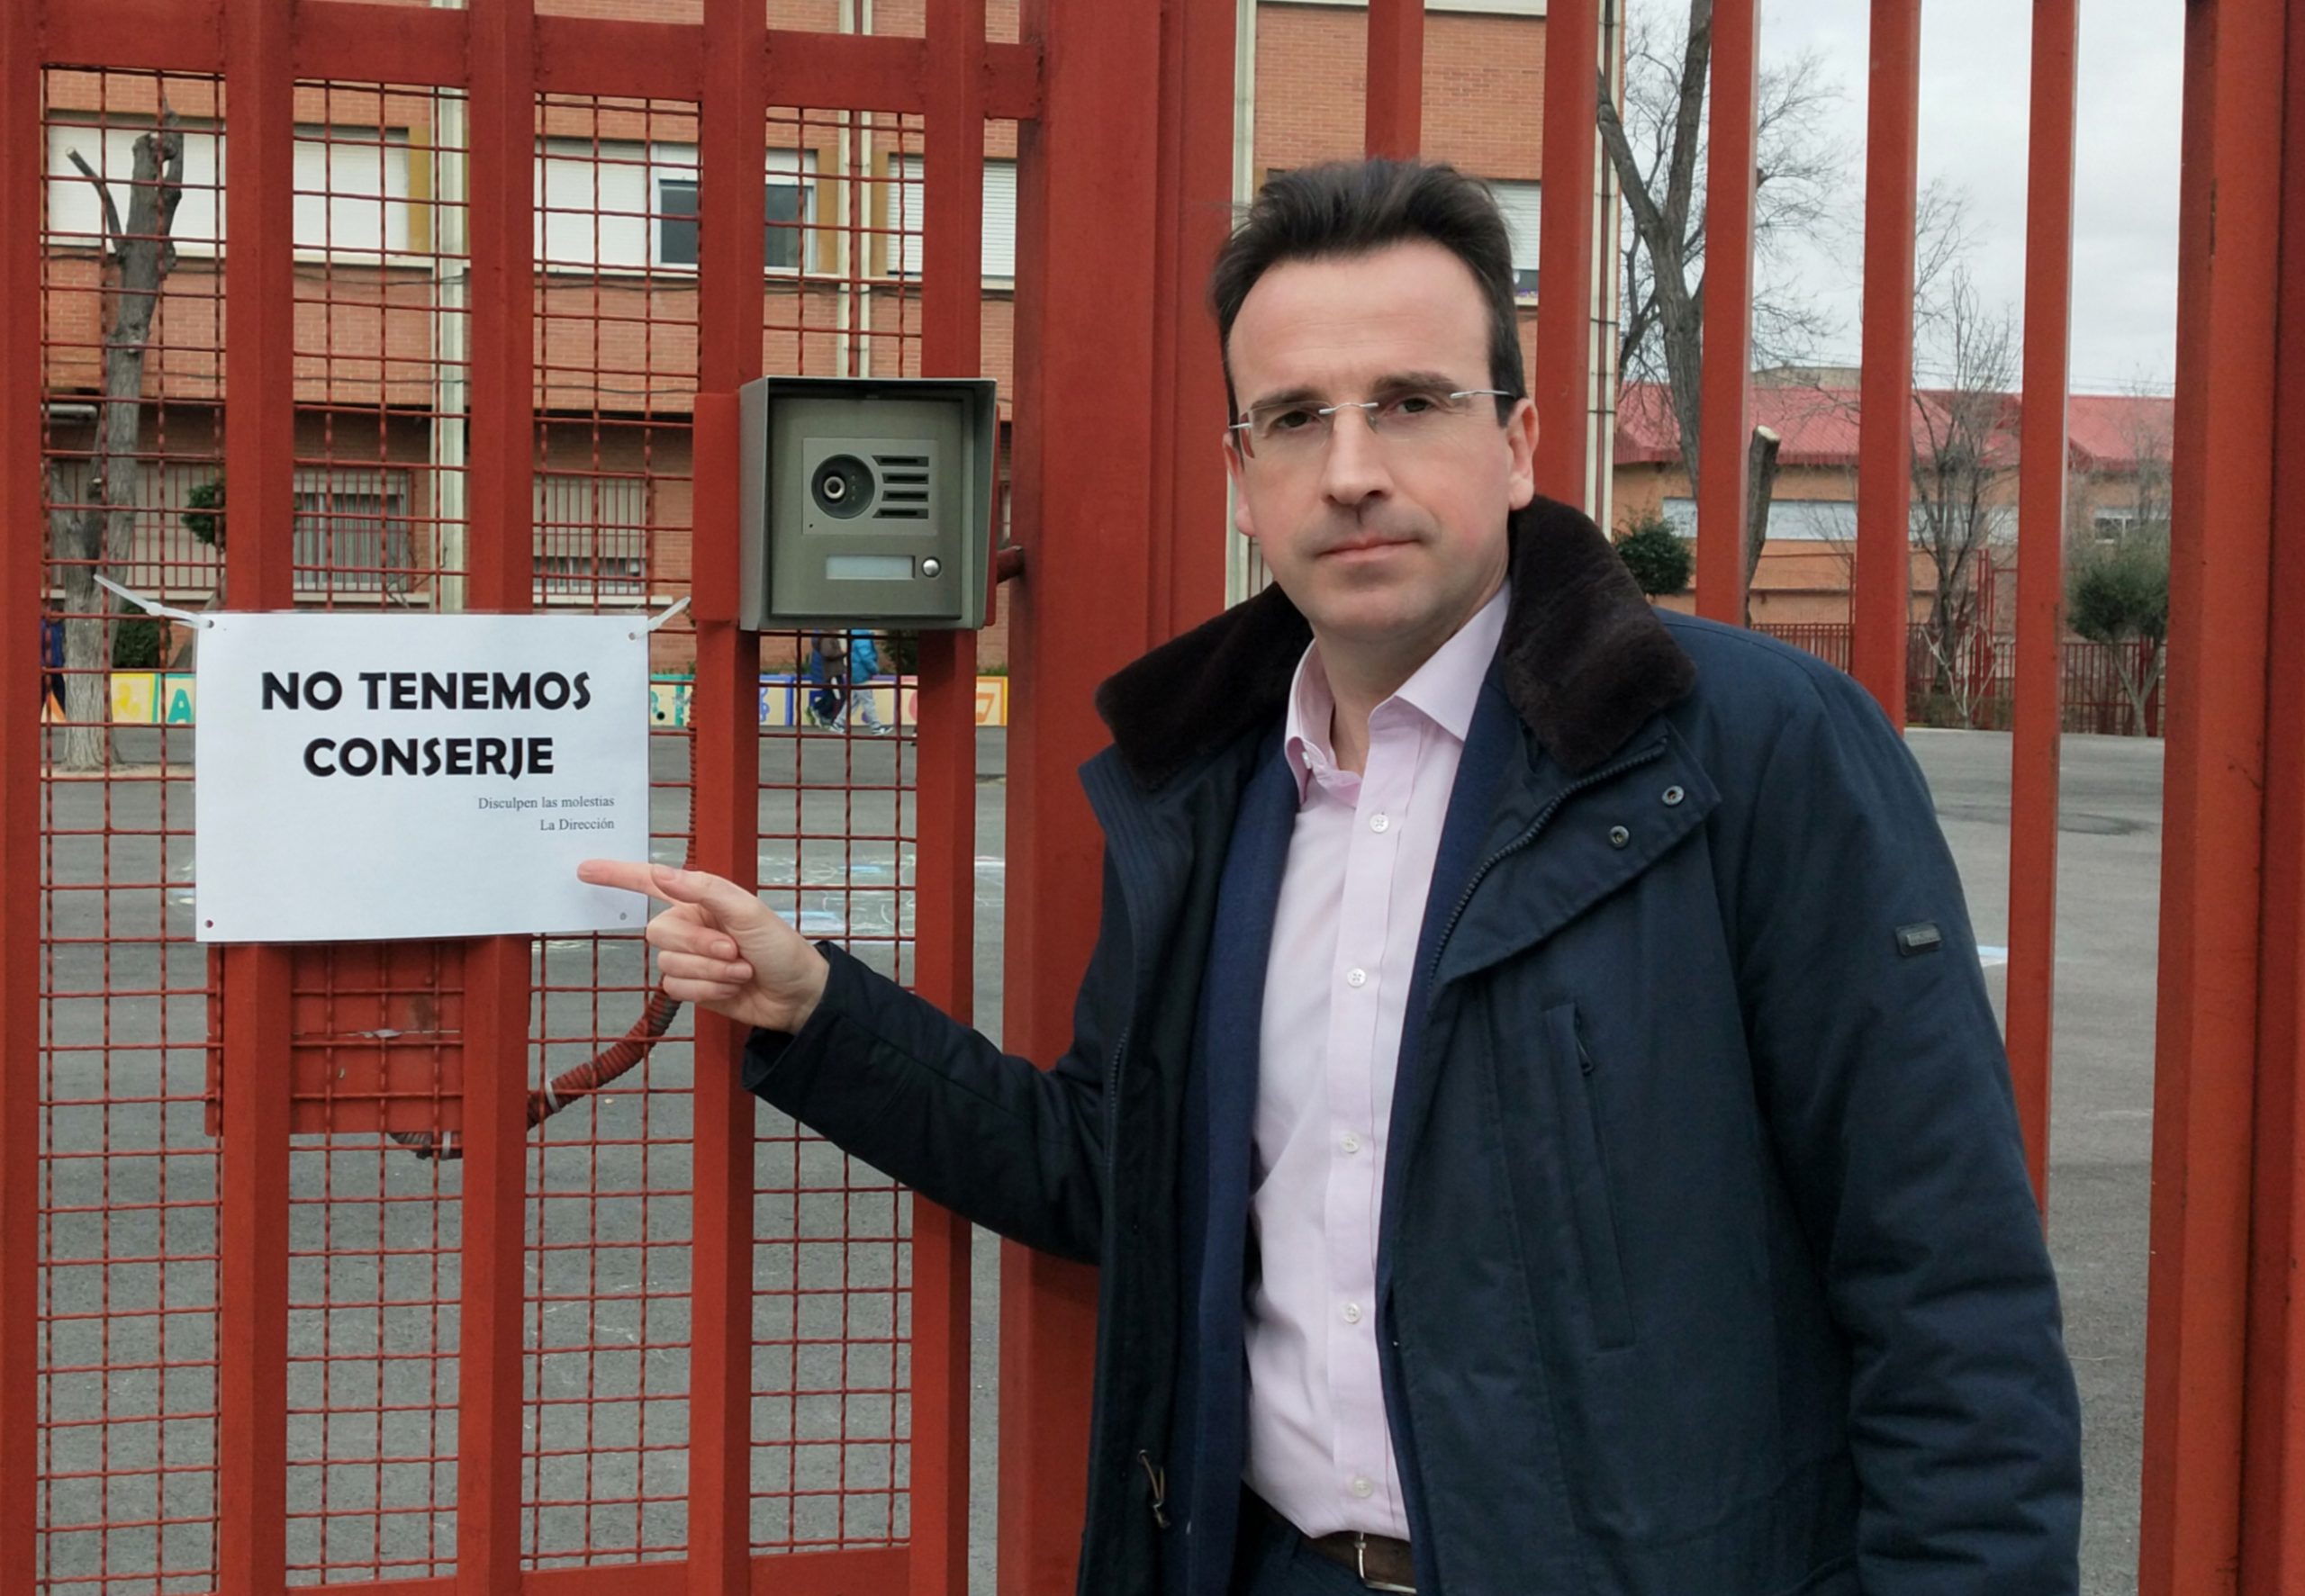 NO TENEMOS
CONSERJE
Disculpen las molestias
La Dirección
A